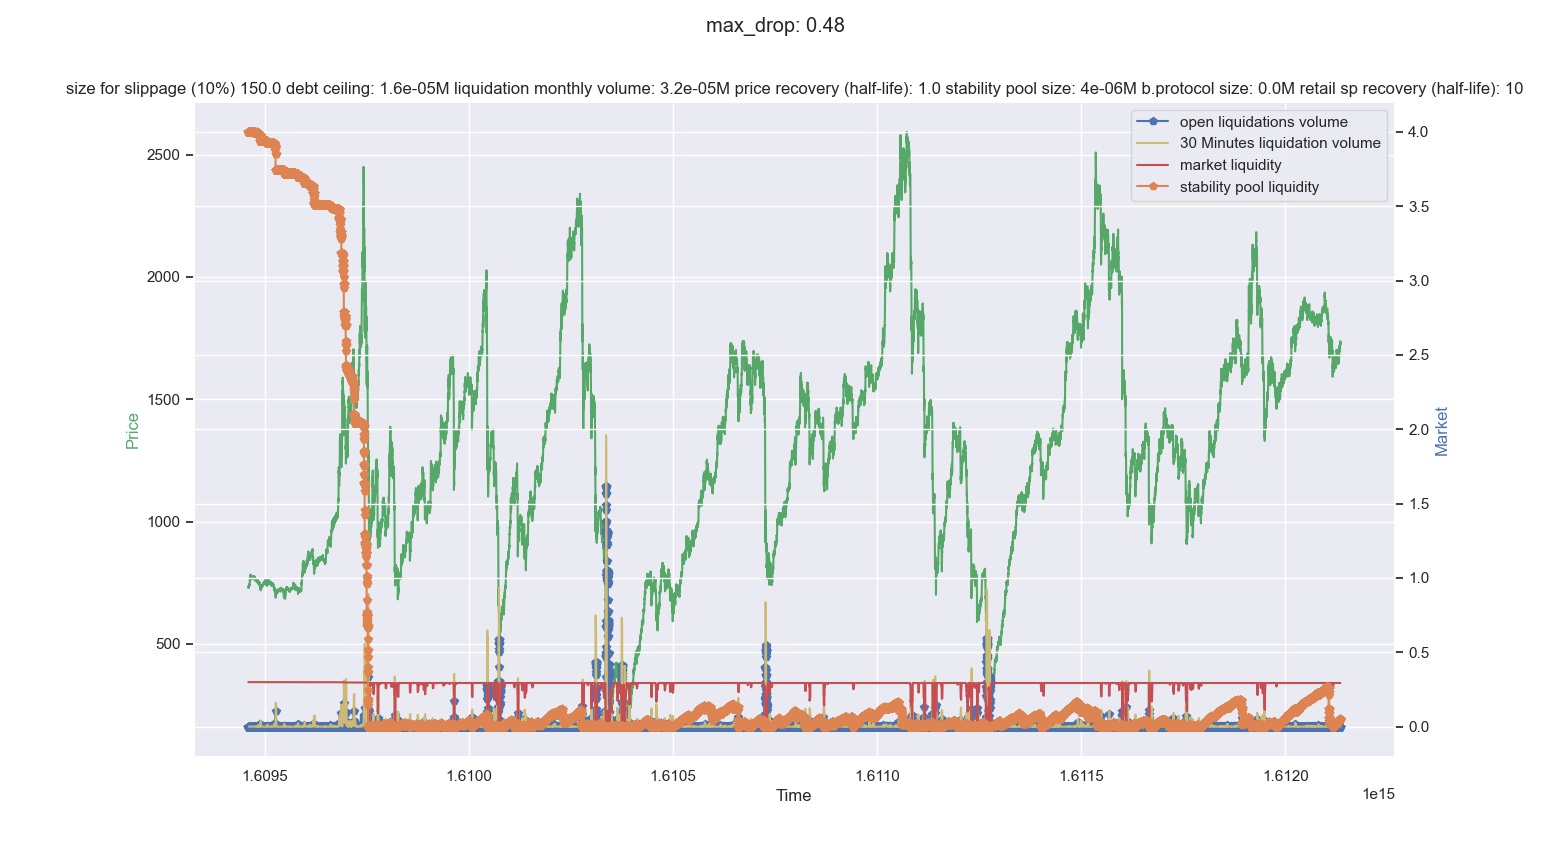 max_drop: 0.48
size for slippage (10%) 150.0 debt ceiling: 1.6e-05M liquidation monthly volume: 3.2e-05M price recovery (half-life): 1.0 stability pool size: 4e-06M b.protocol size: 0.0M retail sp recovery (half-life): 10
open liquidations volume
30 Minutes liquidation volume
market liquidity
stability pool liquidity
2500
2000
1500
1000
500
Price
4.0
3.5
3.0
2.5
2.0
1.5
1.0
0.5
0.0
Market
1.6095
1.6100
1.6105
1.6110
1.6115
1.6120
1e15
Time